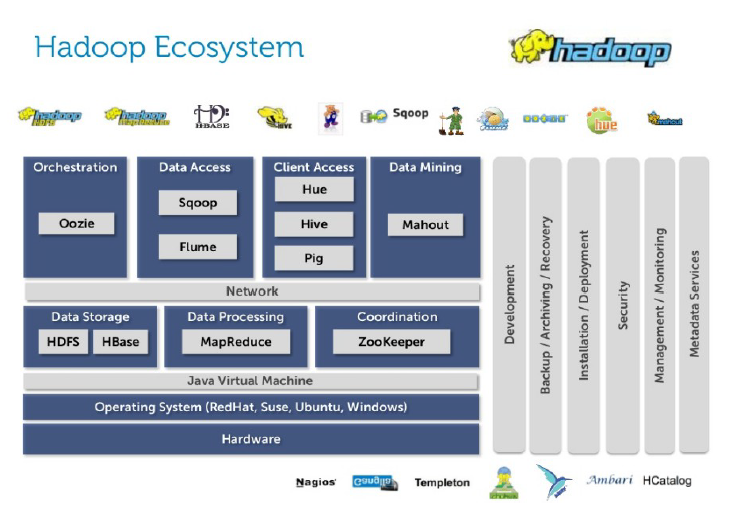 Hadoop Ecosystem
hadoop
hadoop
hadoop
HBASE
HIVE
Sqoop
hue
mahout
Orchestration
Oozie
Data Access
Sqoop
Flume
Client Access
Hue
Hive
Pig
Data Mining
Mahout
Network
Data Storage
HDFS
HBase
Data Processing
MapReduce
Coordination
ZooKeeper
Java Virtual Machine
Operating System (RedHat, Suse, Ubuntu, Windows)
Hardware
Development
Backup / Archiving / Recovery
Installation / Deployment
Security
Management / Monitoring
Metadata Services
Nagios
Ganglia
Templeton
Ambari
HCatalog